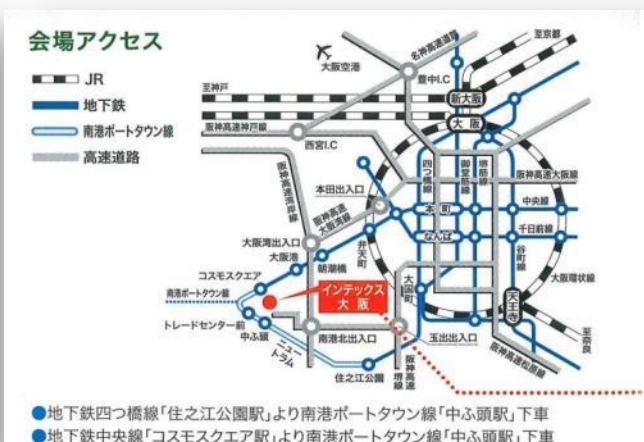 会場アクセス
JR
地下鉄
南港ポートタウン線
高速道路
大阪空港
名神高速道路
至京都
豊中I.C
至神戸
新大阪
大阪
阪神高速神戸線
西宮I.C
四つ橋線
御堂筋線
堺筋線
阪神高速大阪線
阪神高速湾岸線
本田出入口
阪神高速大阪湾線
本町
中央線
なんば
千日前線
谷町線
大阪湾出入口
大阪港
朝潮橋
弁天町
コスモスクエア
大阪環状線
南港ポートタウン線
インテックス
大阪
大国町
天王寺
トレードセンター前
中ふ頭
ニュートラム
南港北出入口
玉出出入口
至奈良
住之江公園
阪神高速堺線
阪神高速松原線
●地下鉄四つ橋線「住之江公園駅」より南港ポートタウン線「中ふ頭駅」下車
●地下鉄中央線「コスモスクエア駅」より南港ポートタウン線「中ふ頭駅」下車